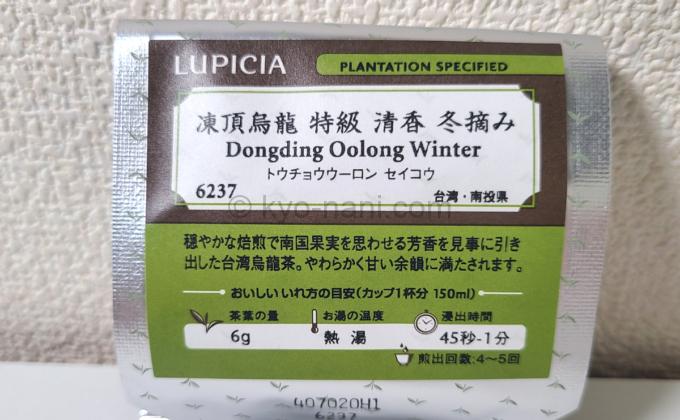 LUPICIA
PLANTATION SPECIFIED
凍頂烏龍 特級 清香 冬摘み
Dongding Oolong Winter
トウチョウウーロン セイコウ
6237
台湾・南投県
© kyo-nani.com
穏やかな焙煎で南国果実を思わせる芳香を見事に引き
出した台湾烏龍茶。やわらかく甘い余韻に満たされます。
おいしい いれ方の目安(カップ1杯分 150ml)
茶葉の量 お湯の温度 浸出時間
6g 熱湯 45秒-1分
煎出回数:4〜5回
407020H1
6237